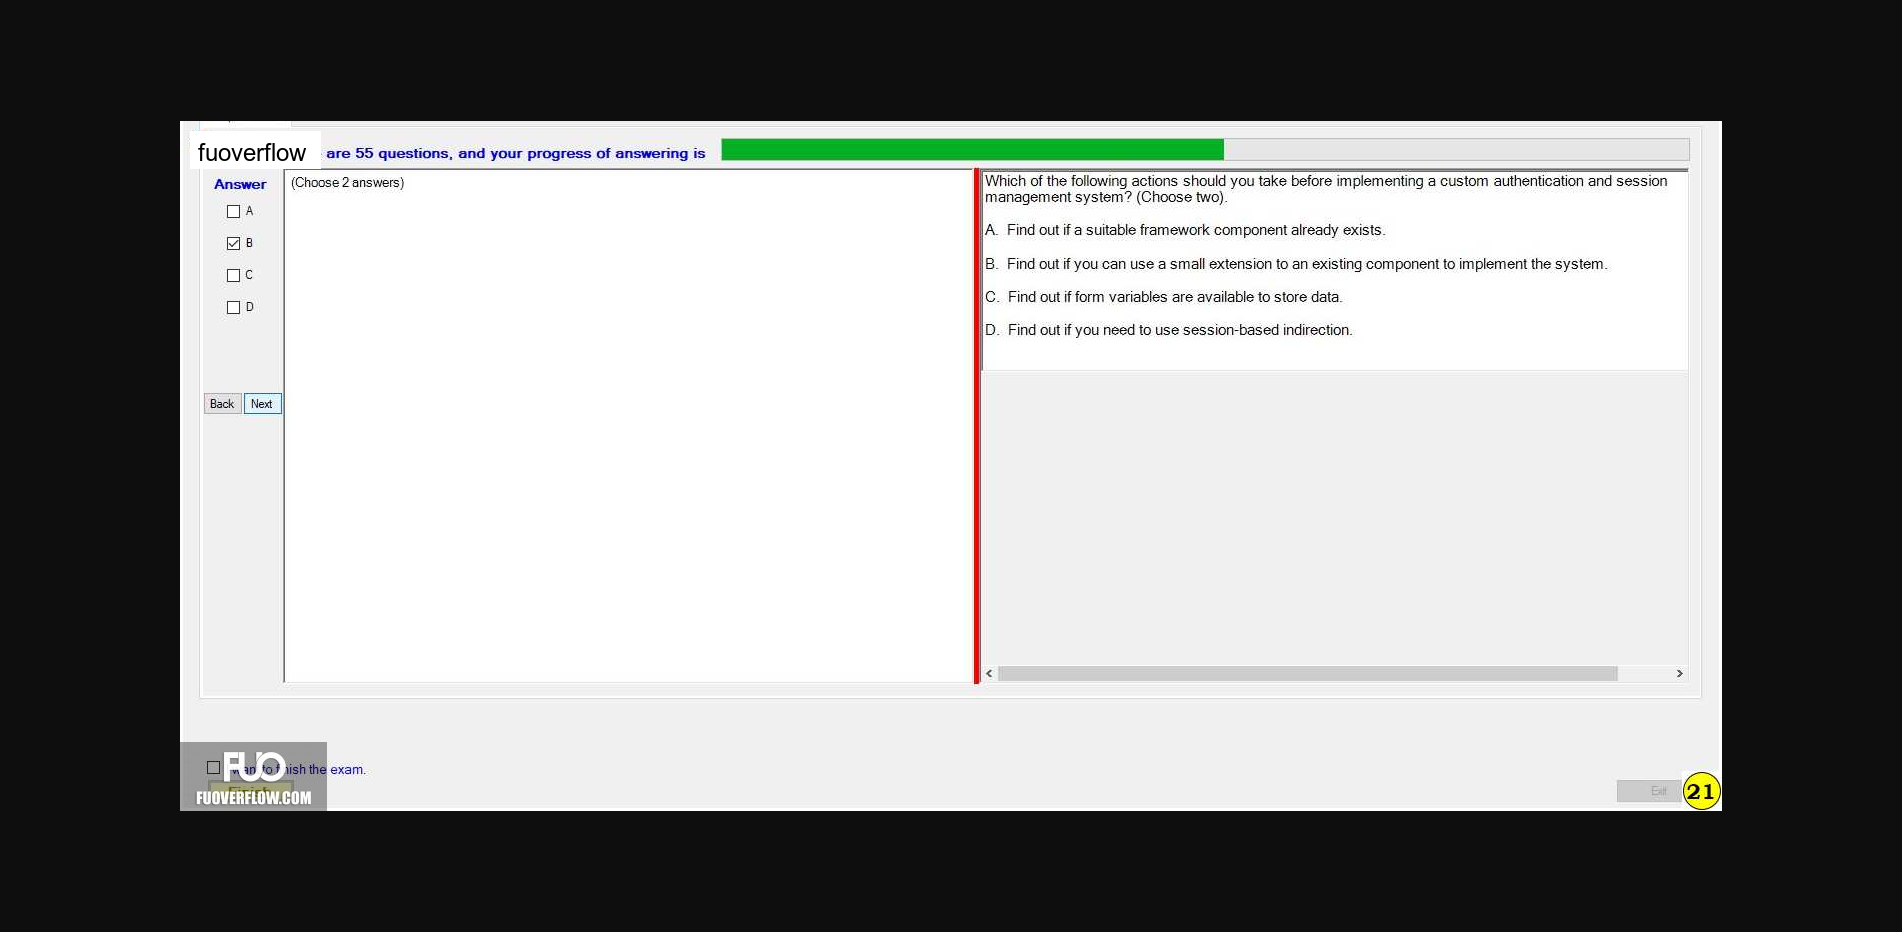 fuoverflow are 55 questions, and your progress of answering is
Answer
A
B
C
D
Back Next
(Choose 2 answers)
Which of the following actions should you take before implementing a custom authentication and session
management system? (Choose two).
A. Find out if a suitable framework component already exists.
B. Find out if you can use a small extension to an existing component to implement the system.
C. Find out if form variables are available to store data.
D. Find out if you need to use session-based indirection.
FUO
want to finish the exam.
Finish
FUOVERFLOW.COM
Exit
21